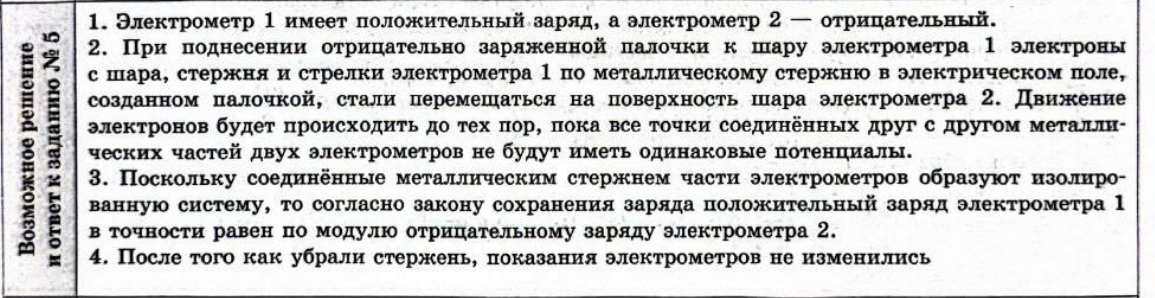 Возможное решение
и ответ к заданию № 5
1. Электрометр 1 имеет положительный заряд, а электрометр 2 — отрицательный.
2. При поднесении отрицательно заряженной палочки к шару электрометра 1 электроны
с шара, стержня и стрелки электрометра 1 по металлическому стержню в электрическом поле,
созданном палочкой, стали перемещаться на поверхность шара электрометра 2. Движение
электронов будет происходить до тех пор, пока все точки соединённых друг с другом металли-
ческих частей двух электрометров не будут иметь одинаковые потенциалы.
3. Поскольку соединённые металлическим стержнем части электрометров образуют изолиро-
ванную систему, то согласно закону сохранения заряда положительный заряд электрометра 1
в точности равен по модулю отрицательному заряду электрометра 2.
4. После того как убрали стержень, показания электрометров не изменились